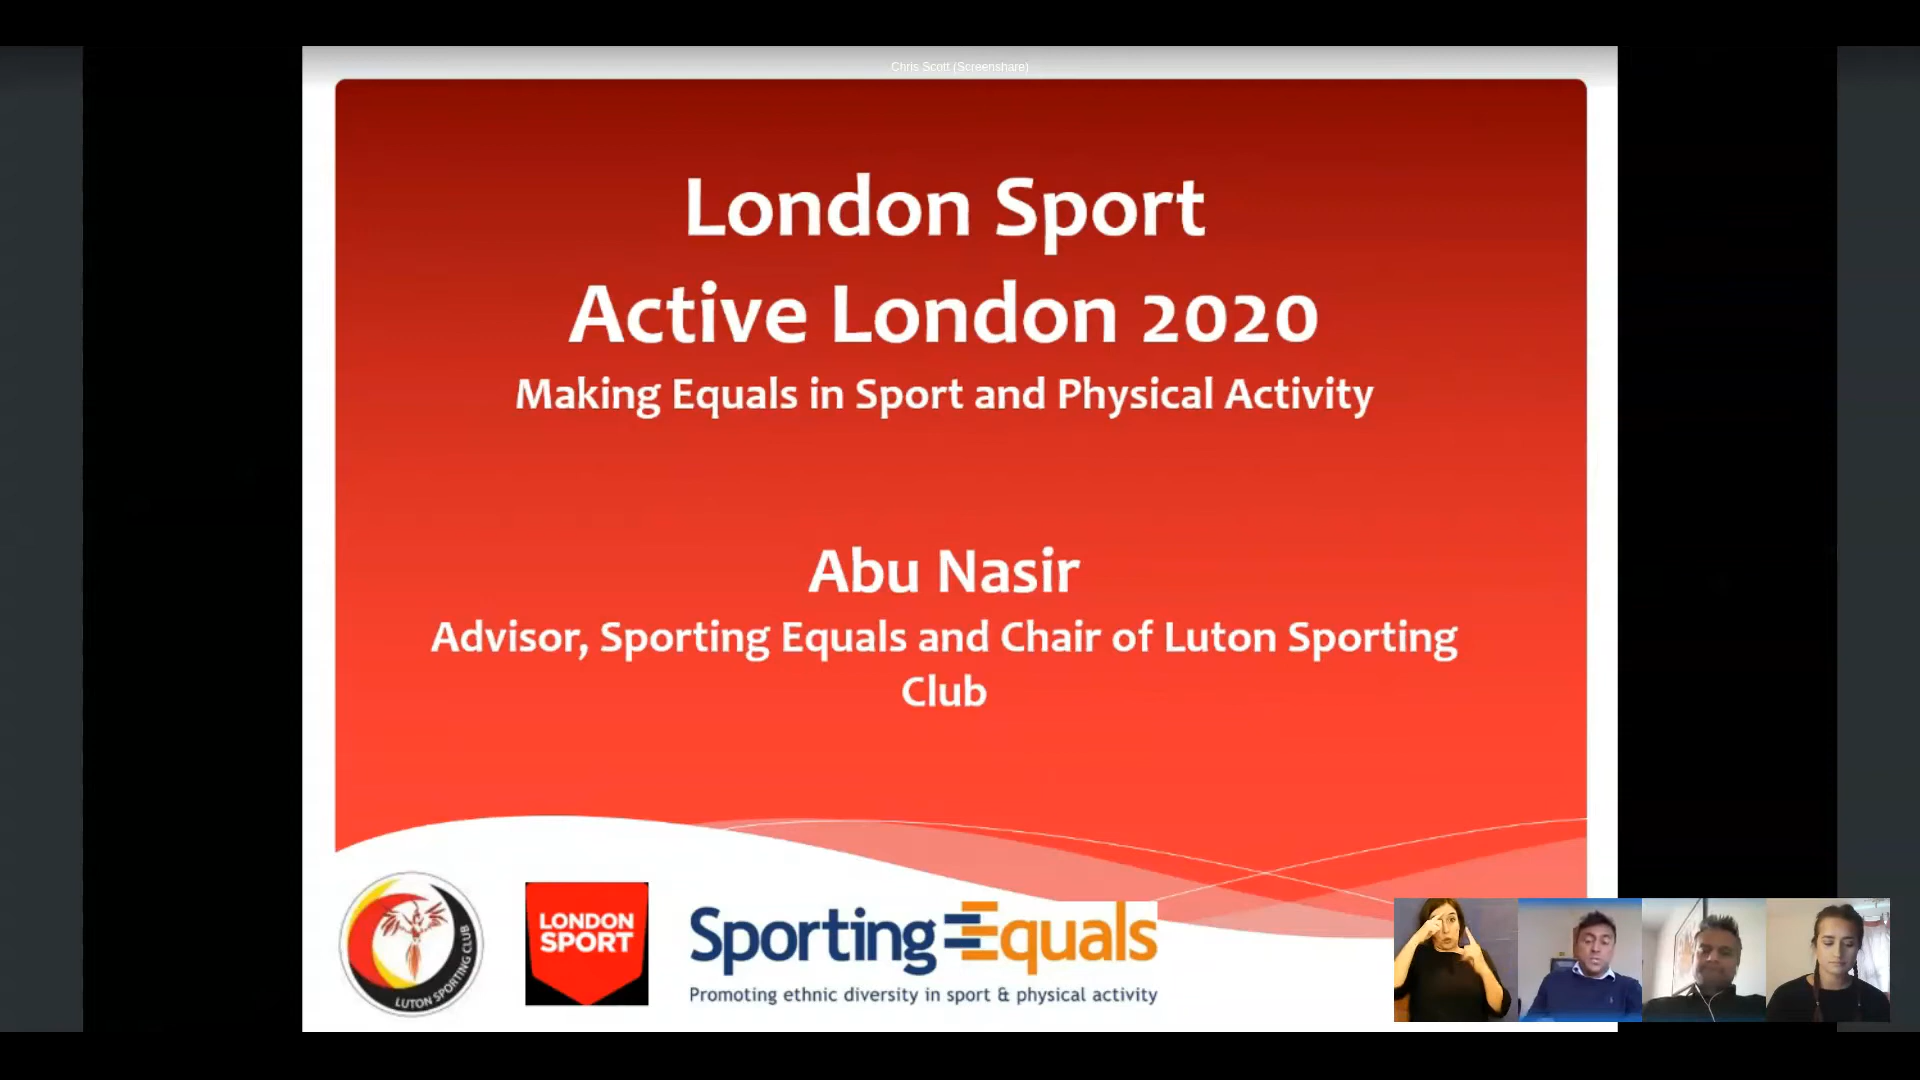 Chris Scott (Screenshare)
London Sport
Active London 2020
Making Equals in Sport and Physical Activity
Abu Nasir
Advisor, Sporting Equals and Chair of Luton Sporting
Club
LUTON SPORTING CLUB
LONDON
SPORT
Sporting Equals
Promoting ethnic diversity in sport & physical activity